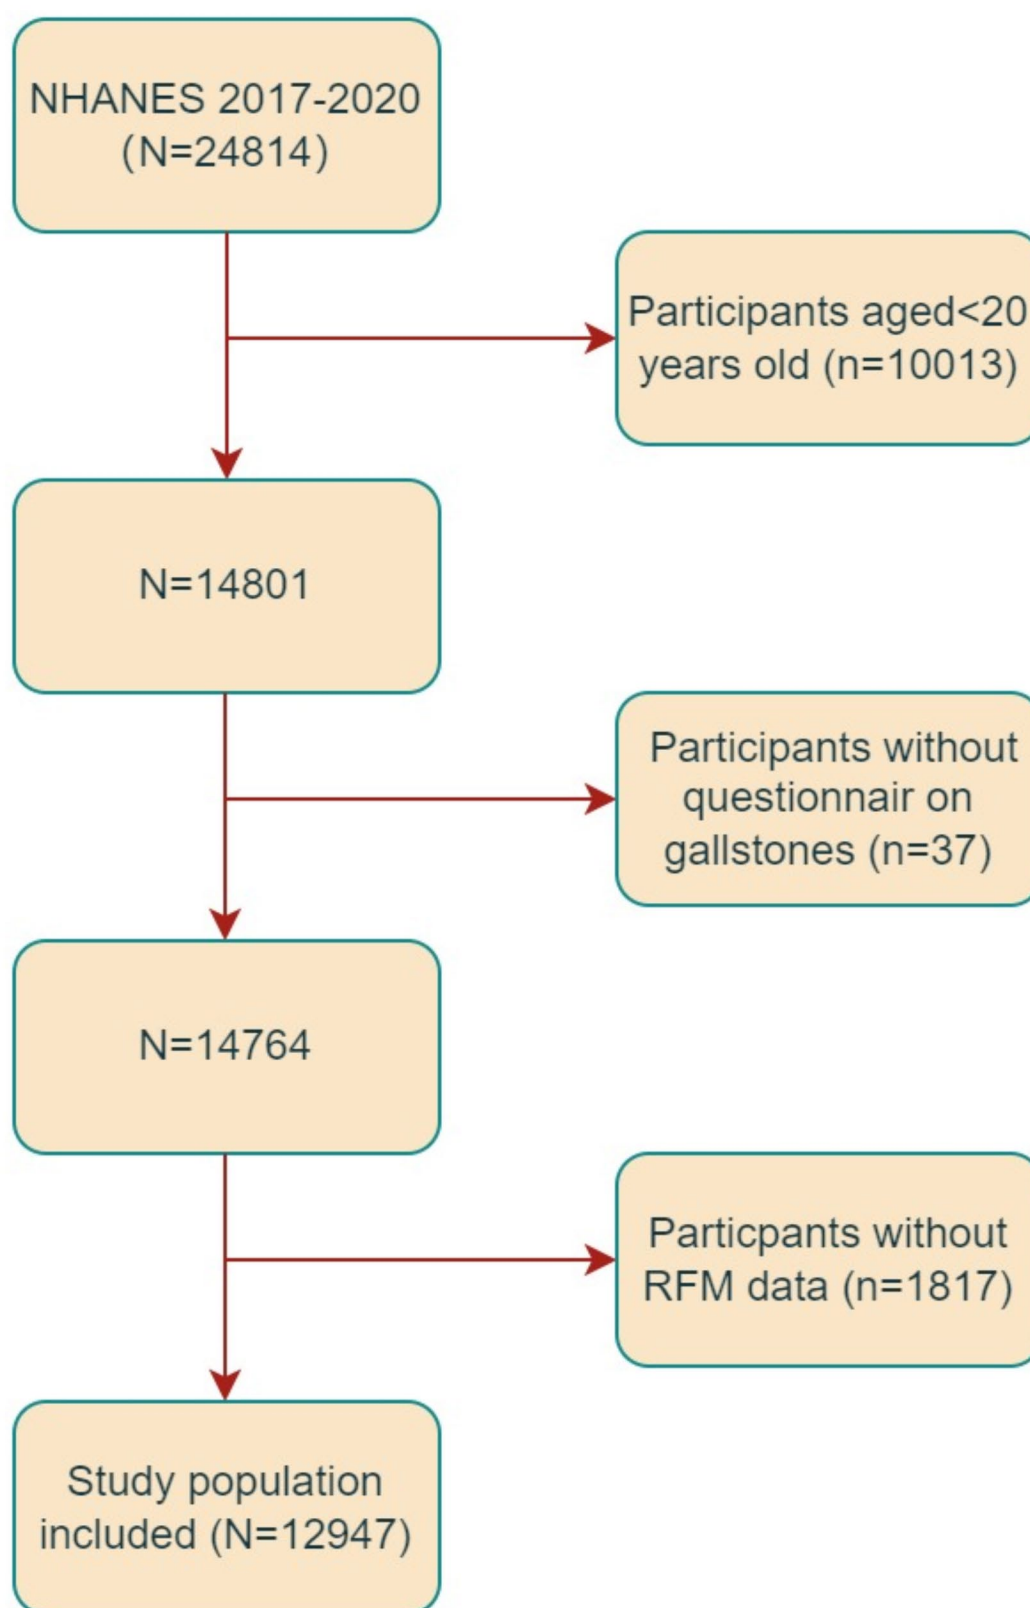 NHANES 2017-2020
(N=24814)
Participants aged<20
years old (n=10013)
N=14801
Participants without
questionnair on
gallstones (n=37)
N=14764
Particpants without
RFM data (n=1817)
Study population
included (N=12947)